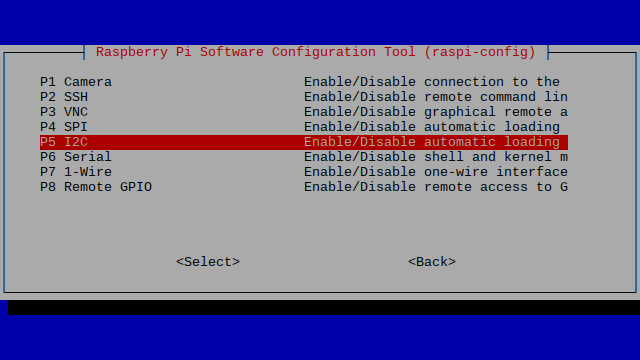 Raspberry Pi Software Configuration Tool (raspi-config)
P1 Camera Enable/Disable connection to the
P2 SSH Enable/Disable remote command lin
P3 VNC Enable/Disable graphical remote a
P4 SPI Enable/Disable automatic loading
P5 I2C Enable/Disable automatic loading
P6 Serial Enable/Disable shell and kernel m
P7 1-Wire Enable/Disable one-wire interface
P8 Remote GPIO Enable/Disable remote access to G
<Select> <Back>